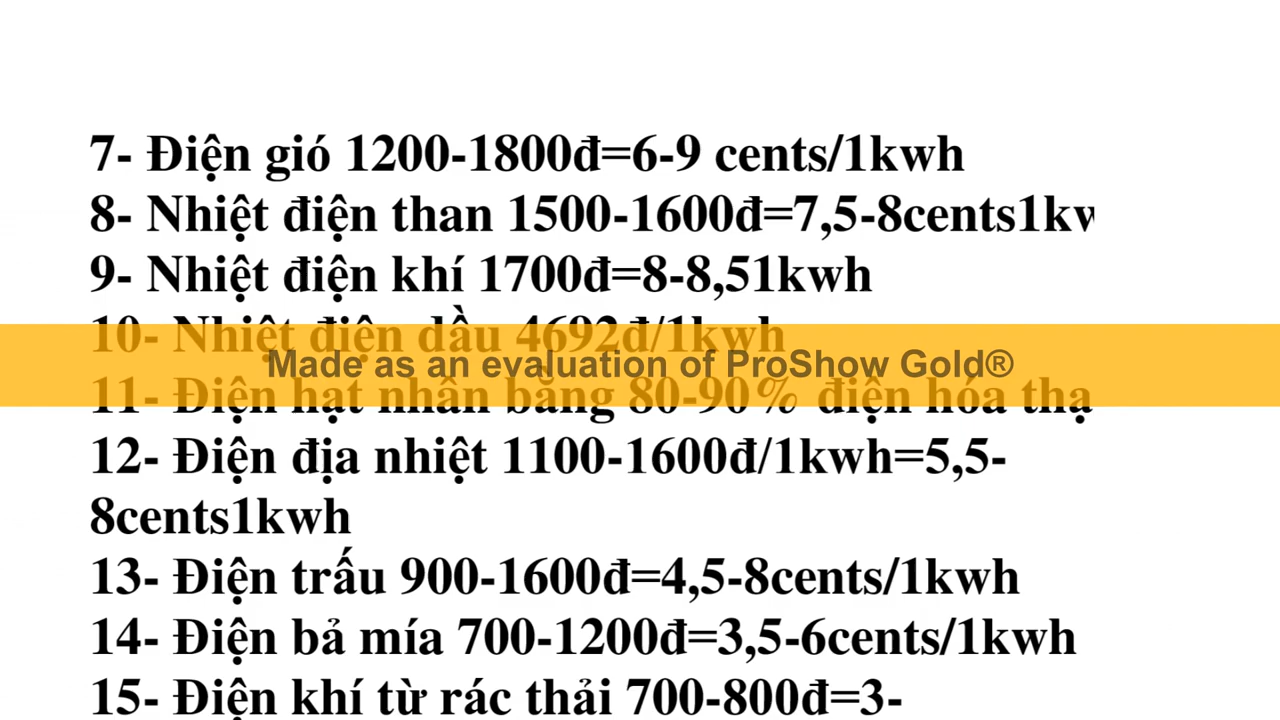 7- Điện gió 1200-1800đ=6-9 cents/1kwh
8- Nhiệt điện than 1500-1600đ=7,5-8cents1kw
9- Nhiệt điện khí 1700đ=8-8,51kwh
10- Nhiệt điện dầu 4692đ/1kwh
Made as an evaluation of ProShow Gold®
11- Điện hạt nhân bằng 80-90% điện hóa thạ
12- Điện địa nhiệt 1100-1600đ/1kwh=5,5-
8cents1kwh
13- Điện trấu 900-1600đ=4,5-8cents/1kwh
14- Điện bả mía 700-1200đ=3,5-6cents/1kwh
15- Điện khí từ rác thải 700-800đ=3-